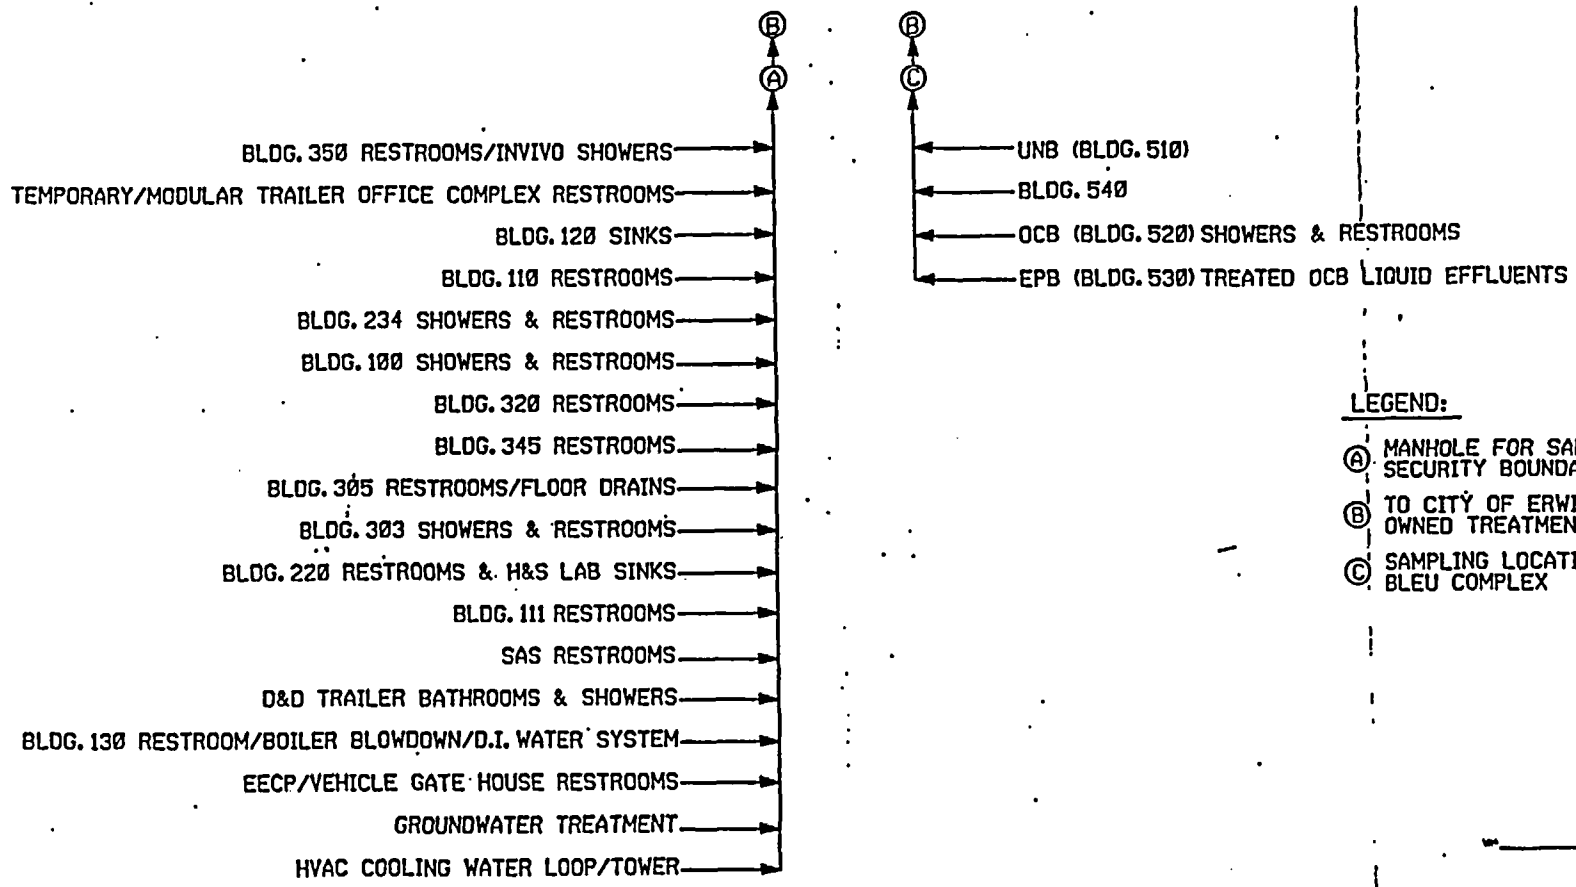 B
B
A
C
BLDG. 350 RESTROOMS/INVIVO SHOWERS
TEMPORARY/MODULAR TRAILER OFFICE COMPLEX RESTROOMS
BLDG. 120 SINKS
BLDG. 110 RESTROOMS
BLDG. 234 SHOWERS & RESTROOMS
BLDG. 100 SHOWERS & RESTROOMS
BLDG. 320 RESTROOMS
BLDG. 345 RESTROOMS
BLDG. 305 RESTROOMS/FLOOR DRAINS
BLDG. 303 SHOWERS & RESTROOMS
BLDG. 220 RESTROOMS & H&S LAB SINKS
BLDG. 111 RESTROOMS
SAS RESTROOMS
D&D TRAILER BATHROOMS & SHOWERS
BLDG. 130 RESTROOM/BOILER BLOWDOWN/D.I. WATER SYSTEM
EECP/VEHICLE GATE HOUSE RESTROOMS
GROUNDWATER TREATMENT
HVAC COOLING WATER LOOP/TOWER
UNB (BLDG. 510)
BLDG. 540
OCB (BLDG. 520) SHOWERS & RESTROOMS
EPB (BLDG. 530) TREATED OCB LIQUID EFFLUENTS
LEGEND:
A MANHOLE FOR
SECURITY
B TO CITY OF
OWNED
C SAMPLING
BLEU COMPLEX